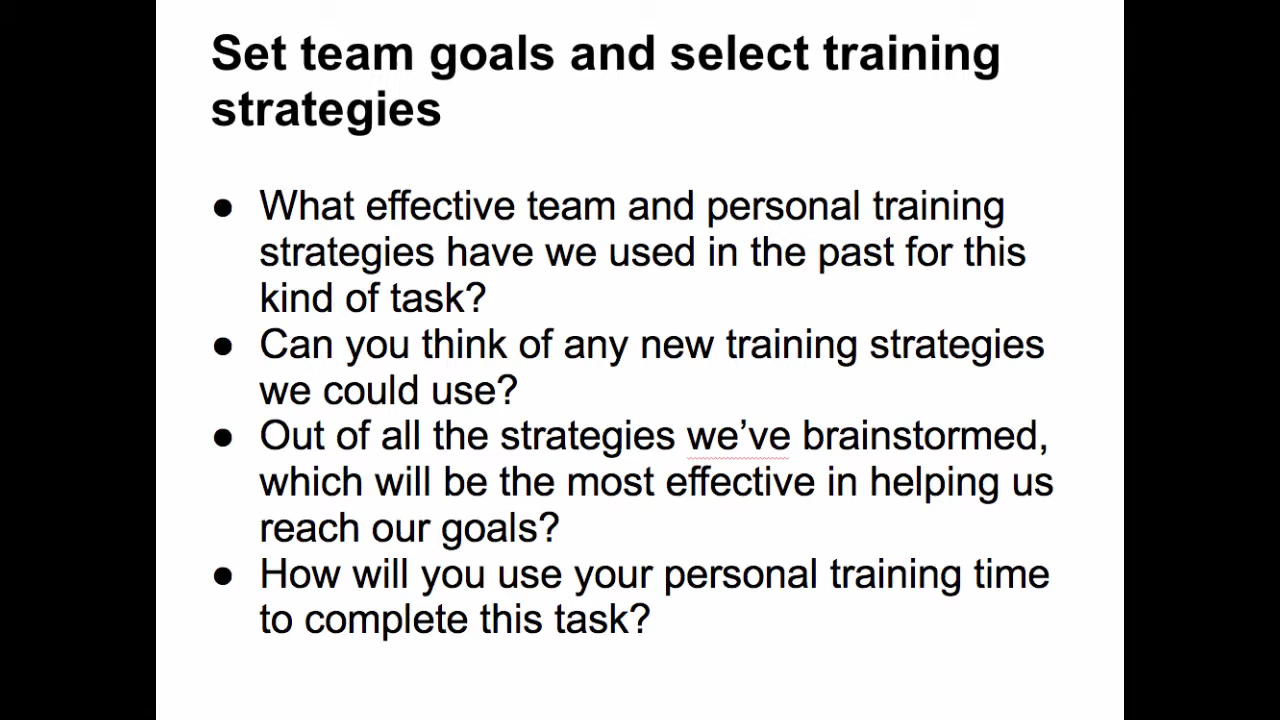 Set team goals and select training
strategies
● What effective team and personal training
strategies have we used in the past for this
kind of task?
● Can you think of any new training strategies
we could use?
● Out of all the strategies we’ve brainstormed,
which will be the most effective in helping us
reach our goals?
● How will you use your personal training time
to complete this task?